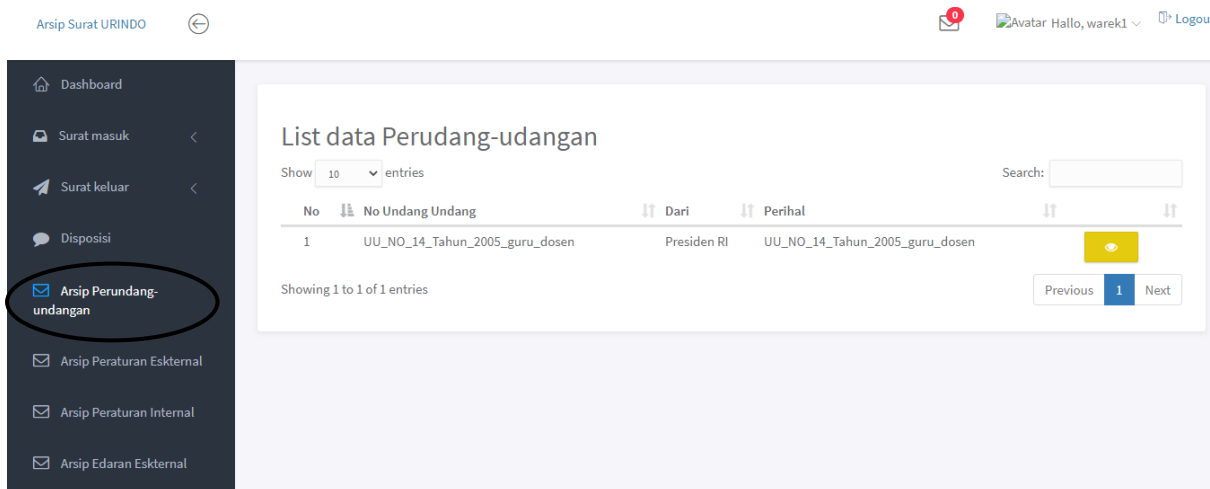 Arsip Surat URINDO
0
Avatar Hallo, warek1
Logou
Dashboard
Surat masuk
Surat keluar
Disposisi
Arsip Perundang-
undangan
Arsip Peraturan Eskternal
Arsip Peraturan Internal
Arsip Edaran Eskternal
List data Perudang-udangan
Show 10 entries
Search:
No No Undang Undang Dari Perihal
1 UU_NO_14_Tahun_2005_guru_dosen Presiden RI UU_NO_14_Tahun_2005_guru_dosen
Showing 1 to 1 of 1 entries
Previous 1 Next